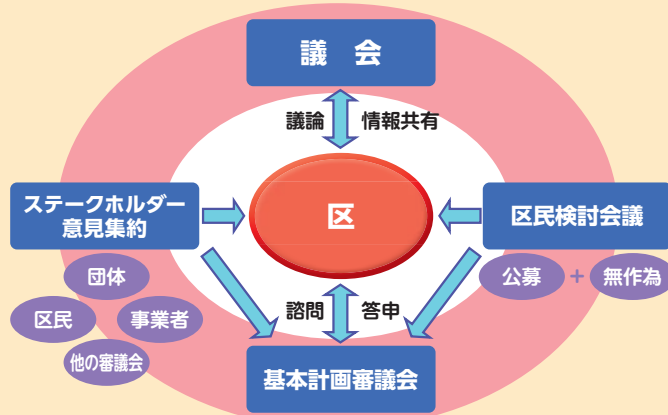 議 会
議論 情報共有
ステークホルダー
意見集約
区
区民検討会議
団体
区民
事業者
他の審議会
公募 + 無作為
諮問 答申
基本計画審議会